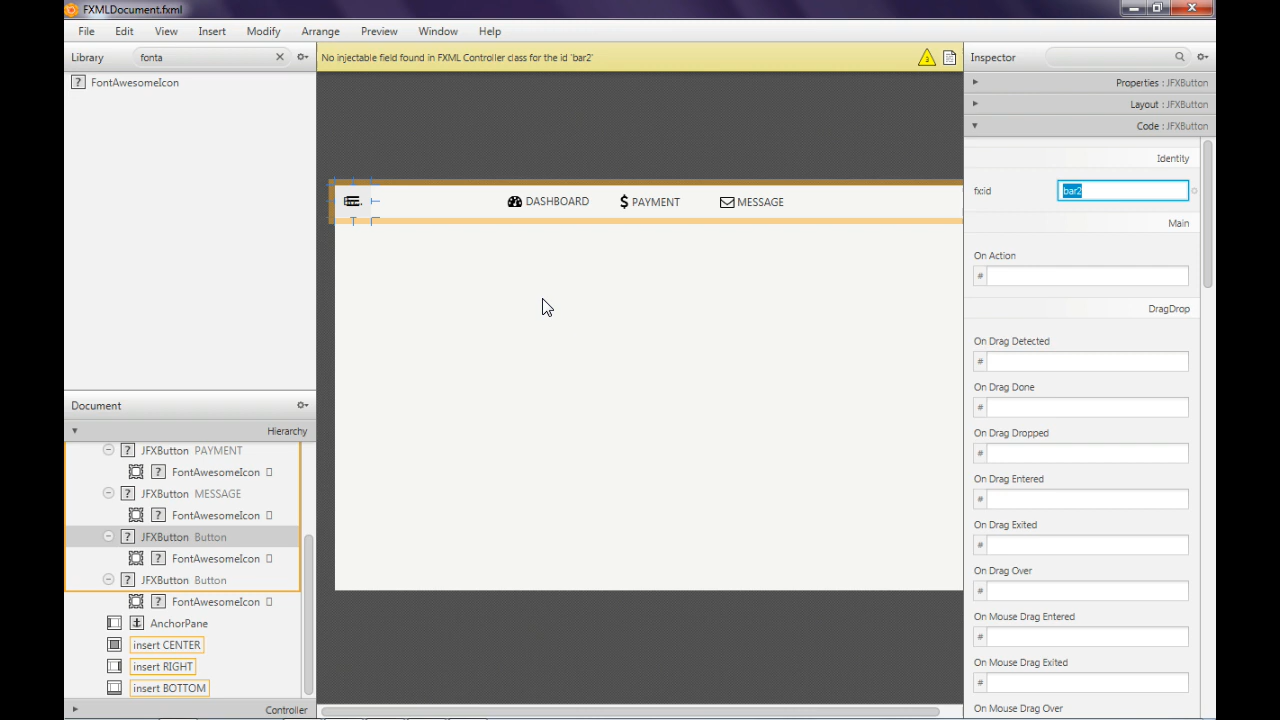 FXMLDocument.fxml
File Edit View Insert Modify Arrange Preview Window Help
Library fonta
FontAwesomeIcon
No injectable field found in FXML Controller class for the id 'bar2'
3
DASHBOARD $ PAYMENT MESSAGE
Document
Hierarchy
? JFXButton PAYMENT
? FontAwesomeIcon
? JFXButton MESSAGE
? FontAwesomeIcon
? JFXButton Button
? FontAwesomeIcon
? JFXButton Button
? FontAwesomeIcon
AnchorPane
insert CENTER
insert RIGHT
insert BOTTOM
Controller
Inspector
Properties : JFXButton
Layout : JFXButton
Code : JFXButton
Identity
fx:id bar2
Main
On Action
#
DragDrop
On Drag Detected
#
On Drag Done
#
On Drag Dropped
#
On Drag Entered
#
On Drag Exited
#
On Drag Over
#
On Mouse Drag Entered
#
On Mouse Drag Exited
#
On Mouse Drag Over